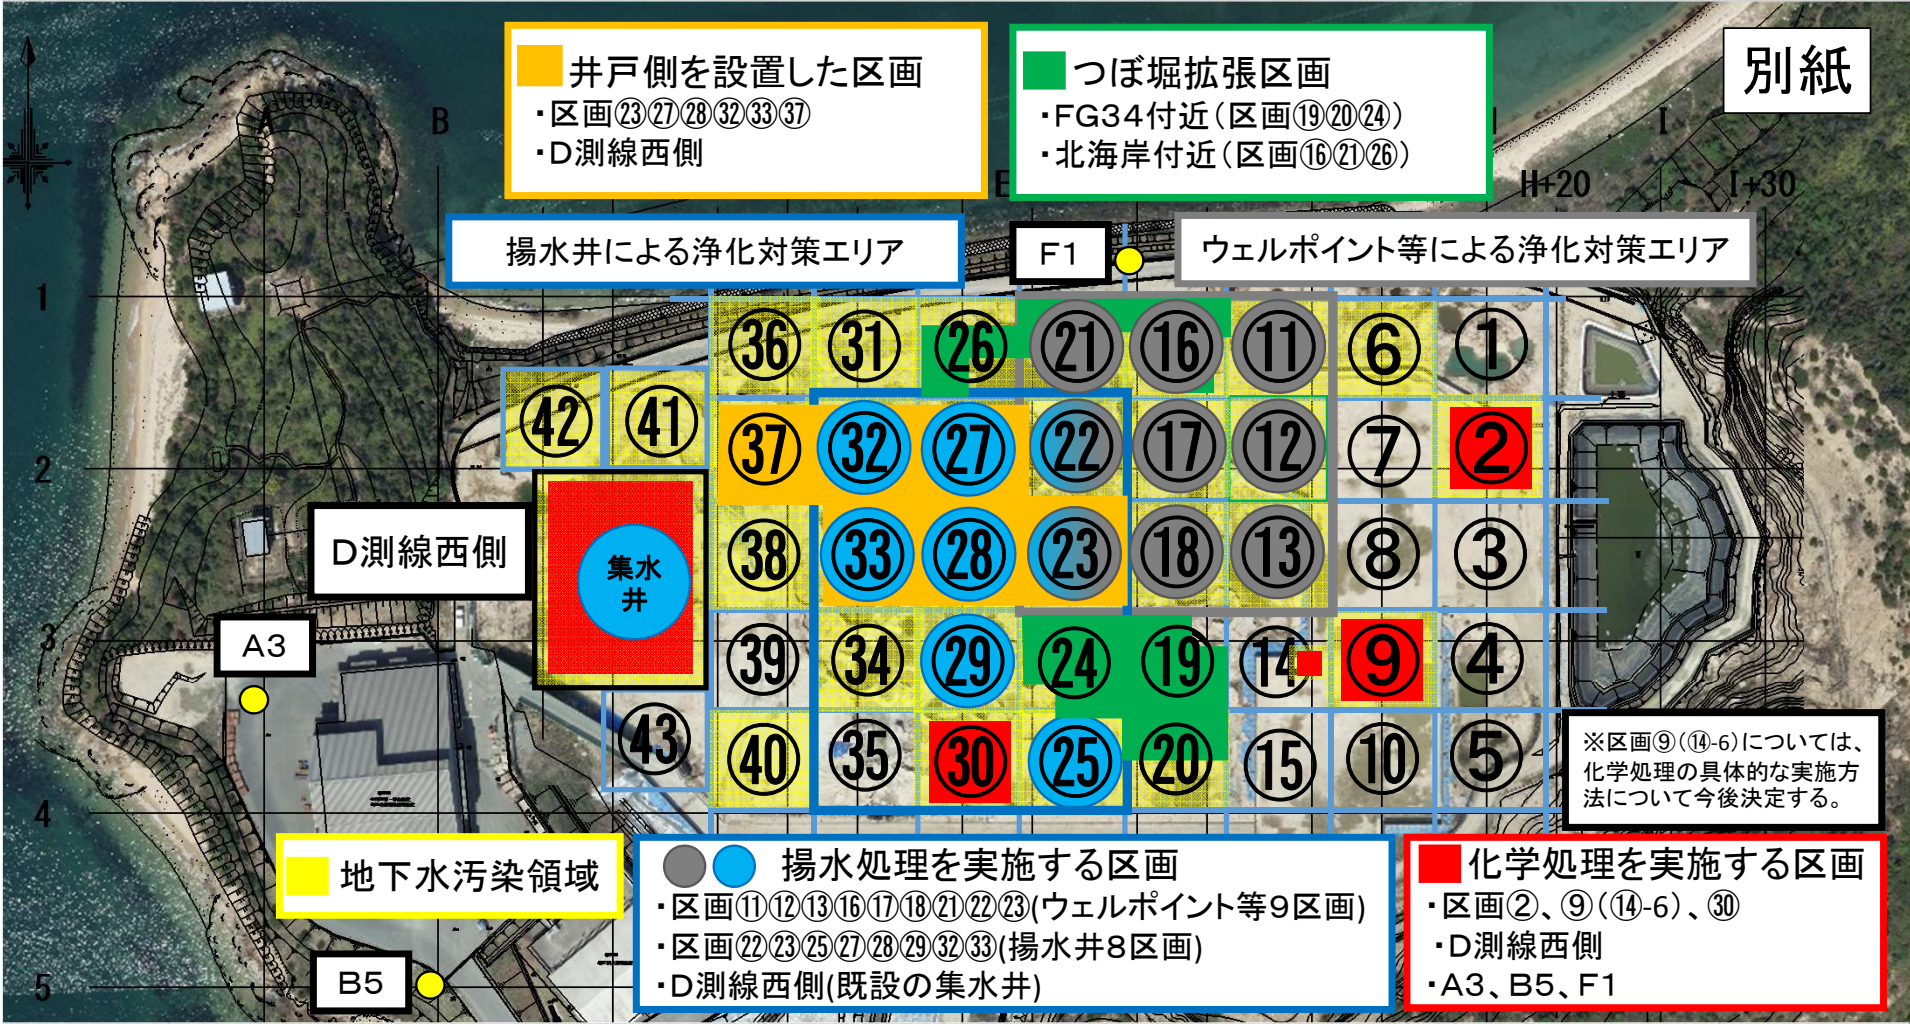 別紙
井戸側を設置した区画
・区画㉓㉗㉘㉜㉝㊲
・D測線西側
つぼ堀拡張区画
・FG34付近(区画⑲⑳㉔)
・北海岸付近(区画⑯㉑㉖)
B
I
H+20
I+30
揚水井による浄化対策エリア
F1
ウェルポイント等による浄化対策エリア
1
㊱ ㉛ ㉖ ㉑ ⑯ ⑪ ⑥ ①
㊷ ㊶ ㊲ ㉜ ㉗ ㉒ ⑰ ⑫ ⑦ ②
2
D測線西側
集水
井
㊳ ㉝ ㉘ ㉓ ⑱ ⑬ ⑧ ③
3
A3
㊴ ㉞ ㉙ ㉔ ⑲ ⑭ ⑨ ④
㊸ ㊵ ㉟ ㉚ ㉕ ⑳ ⑮ ⑩ ⑤
※区画⑨(⑭-6)については、
化学処理の具体的な実施方
法について今後決定する。
4
地下水汚染領域
揚水処理を実施する区画
・区画⑪⑫⑬⑯⑰⑱㉑㉒㉓(ウェルポイント等9区画)
・区画㉒㉓㉕㉗㉘㉙㉜㉝(揚水井8区画)
・D測線西側(既設の集水井)
化学処理を実施する区画
・区画②、⑨(⑭-6)、㉚
・D測線西側
・A3、B5、F1
B5
5